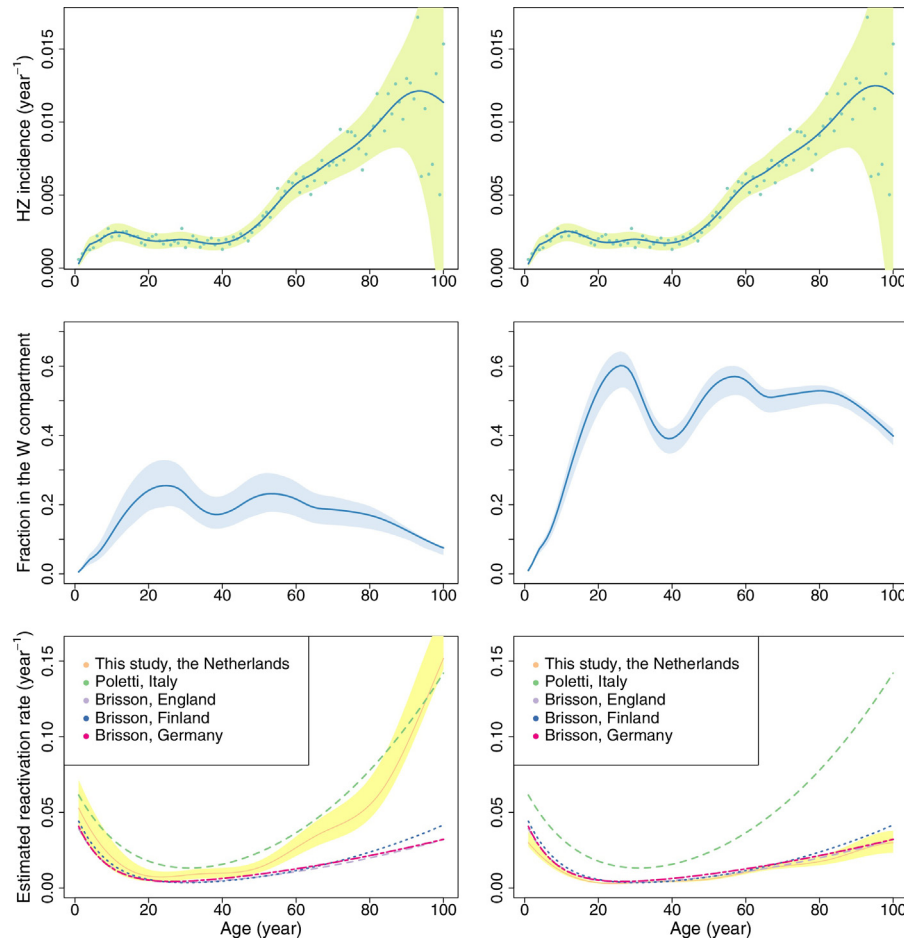 HZ incidence (year⁻¹)
0.015
0.010
0.005
0.000
0 20 40 60 80 100
0.015
0.010
0.005
0.000
0 20 40 60 80 100
Fraction in the W compartment
0.6
0.4
0.2
0.0
0 20 40 60 80 100
0.6
0.4
0.2
0.0
0 20 40 60 80 100
Estimated reactivation rate (year⁻¹)
0.15
0.10
0.05
0.00
This study, the Netherlands
Poletti, Italy
Brisson, England
Brisson, Finland
Brisson, Germany
0 20 40 60 80 100
Age (year)
0.15
0.10
0.05
0.00
This study, the Netherlands
Poletti, Italy
Brisson, England
Brisson, Finland
Brisson, Germany
0 20 40 60 80 100
Age (year)